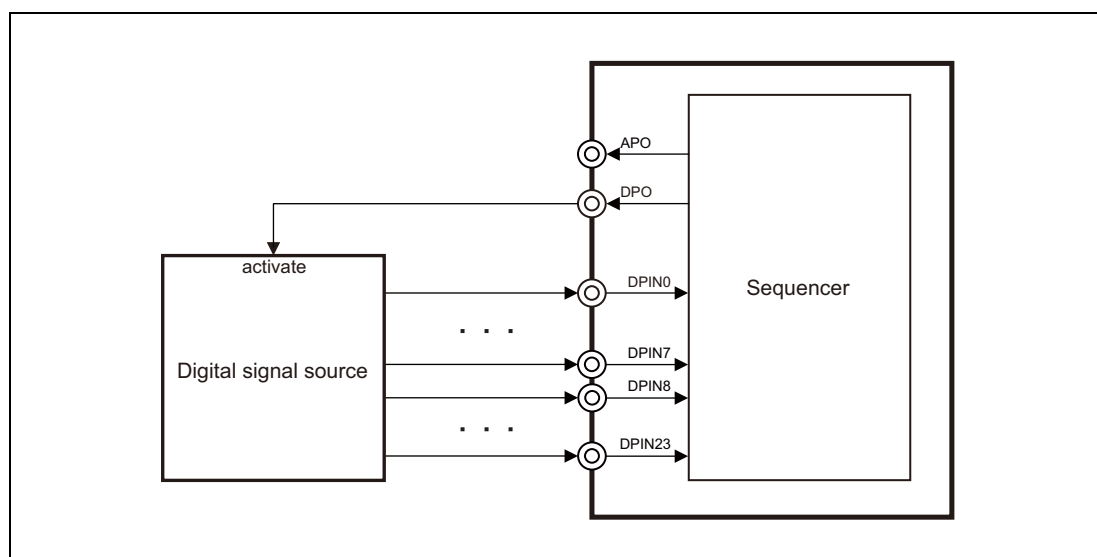 APO
DPO
activate
DPIN0
Sequencer
. . .
DPIN7
Digital signal source
DPIN8
. . .
DPIN23